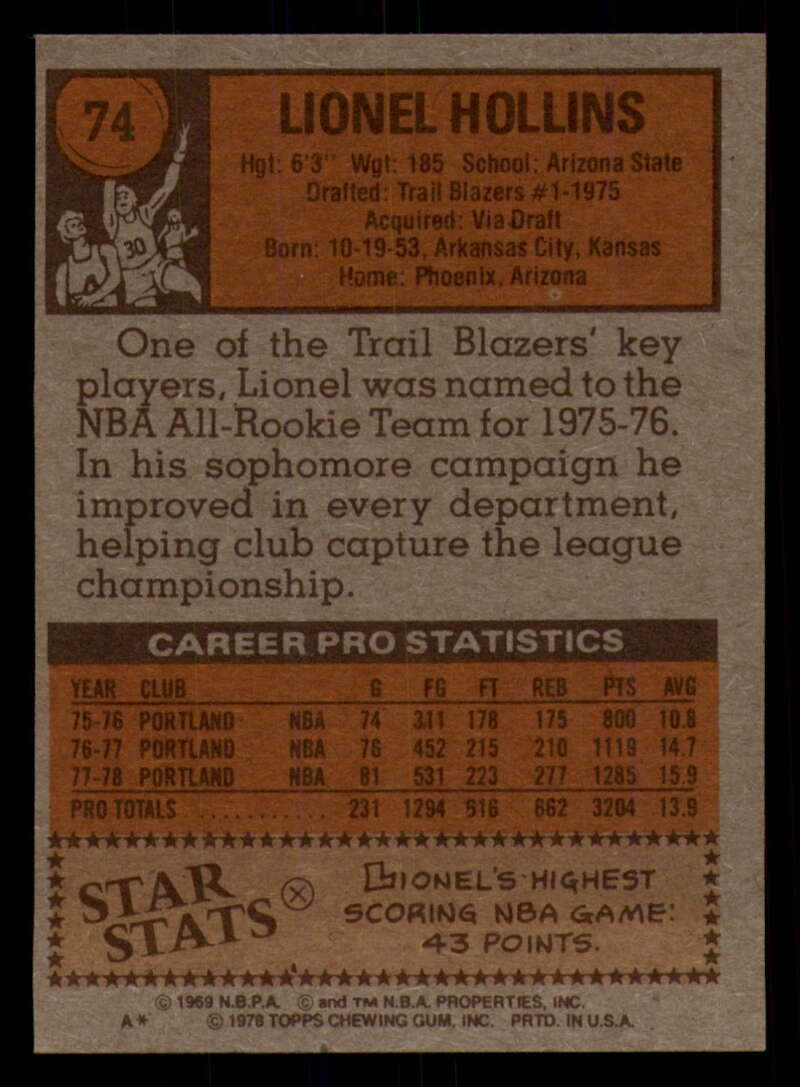 74
LIONEL HOLLINS
Hgt: 6'3" Wgt: 185 School: Arizona State
Drafted: Trail Blazers #1-1975
Acquired: Via Draft
Born: 10-19-53, Arkansas City, Kansas
Home: Phoenix, Arizona
30
One of the Trail Blazers' key
players, Lionel was named to the
NBA All-Rookie Team for 1975-76.
In his sophomore campaign he
improved in every department,
helping club capture the league
championship.
CAREER PRO STATISTICS
YEAR CLUB G FG FT REB PTS AVG
75-76 PORTLAND NBA 74 311 178 175 800 10.8
76-77 PORTLAND NBA 76 452 215 210 1119 14.7
77-78 PORTLAND NBA 81 531 223 277 1285 15.9
PRO TOTALS ............ 231 1294 616 662 3204 13.9
STAR
STATS
LIONEL'S HIGHEST
SCORING NBA GAME:
43 POINTS.
© 1969 N.B.P.A. © and TM N.B.A. PROPERTIES, INC.
A* © 1978 TOPPS CHEWING GUM, INC. PRTD. IN U.S.A.